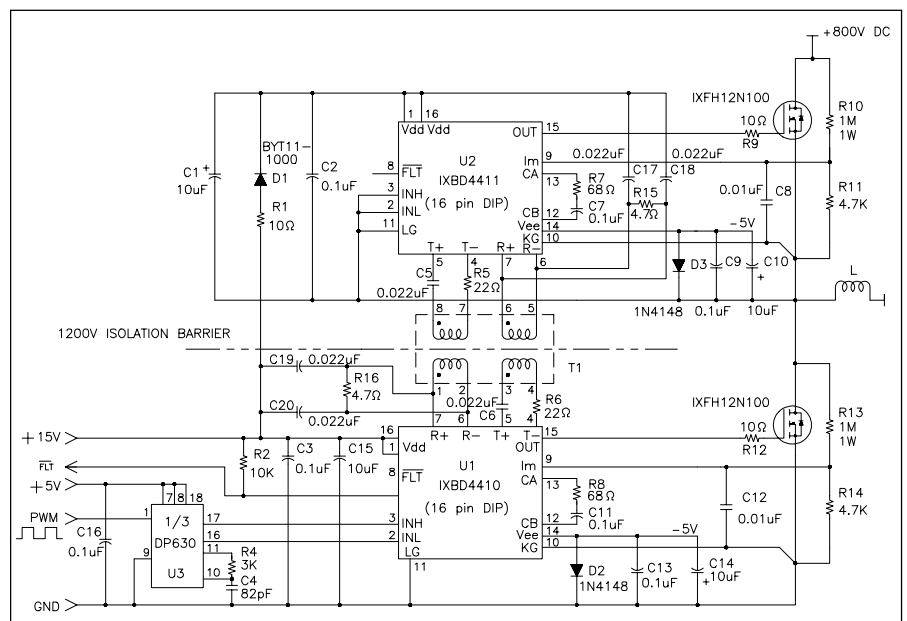 +800V DC
IXFH12N100
10Ω
R9
R10
1M
1W
1 16
Vdd Vdd
OUT 15
BYT11-
1000
D1
C1 +
10uF
C2
0.1uF
8 FLT
U2
IXBD4411
(16 pin DIP)
Im 9
CA 13
0.022uF
C17
0.022uF
C18
R7
68Ω
C7
0.1uF
R15
4.7Ω
0.01uF
C8
R11
4.7K
3 INH
2 INL
11 LG
R1
10Ω
CB 12
Vee 14
KG 10
-5V
T+ T- R+ R-
5 4 7 6
C5
0.022uF
R5
22Ω
D3
1N4148
C9
0.1uF
C10
+
10uF
L
8 7 6 5
1200V ISOLATION BARRIER
T1
C19 0.022uF
R16
4.7Ω
C20
0.022uF
1 2 3 4
0.022uF
C6
R6
22Ω
IXFH12N100
10Ω
R12
R13
1M
1W
7 6 5 4
R+ R- T+ T-
+15V
16
1 Vdd
OUT 15
R2
10K
C3
0.1uF
C15
10uF
FLT
8 FLT
U1
IXBD4410
(16 pin DIP)
Im 9
CA 13
R8
68Ω
C11
0.1uF
C12
0.01uF
R14
4.7K
+5V
7 8 18
PWM
1
1/3
DP630
U3
17
16
11
10
9
C16
0.1uF
3 INH
2 INL
LG
11
CB 12
Vee 14
KG 10
-5V
R4
3K
C4
82pF
D2
1N4148
C13
0.1uF
C14
+
10uF
GND